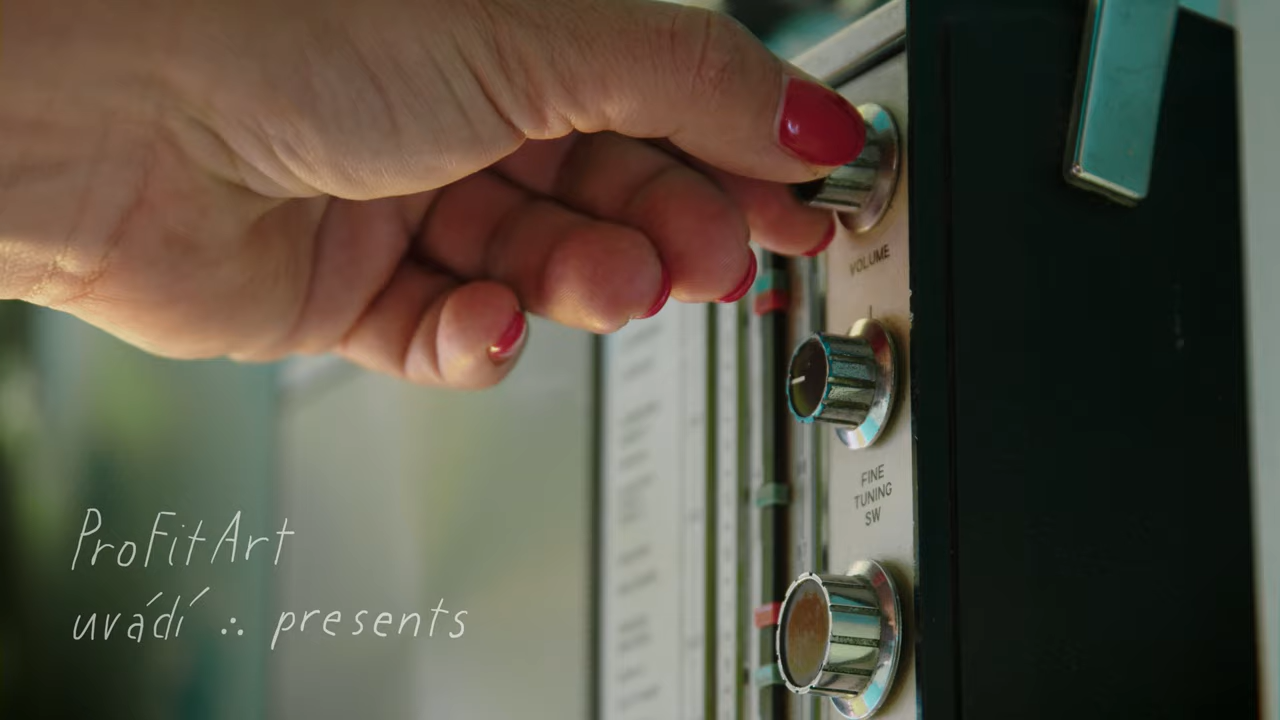 VOLUME
FINE
TUNING
SW
ProFitArt
uvádí ∴ presents